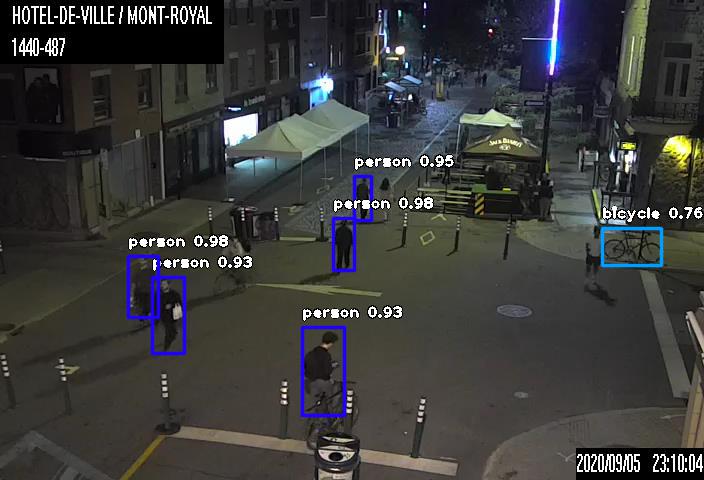 HOTEL-DE-VILLE / MONT-ROYAL
1440-487
person 0.95
person 0.98
bicycle 0.76
person 0.98
person 0.93
person 0.93
JACK DANIEL'S
2020/09/05 23:10:04